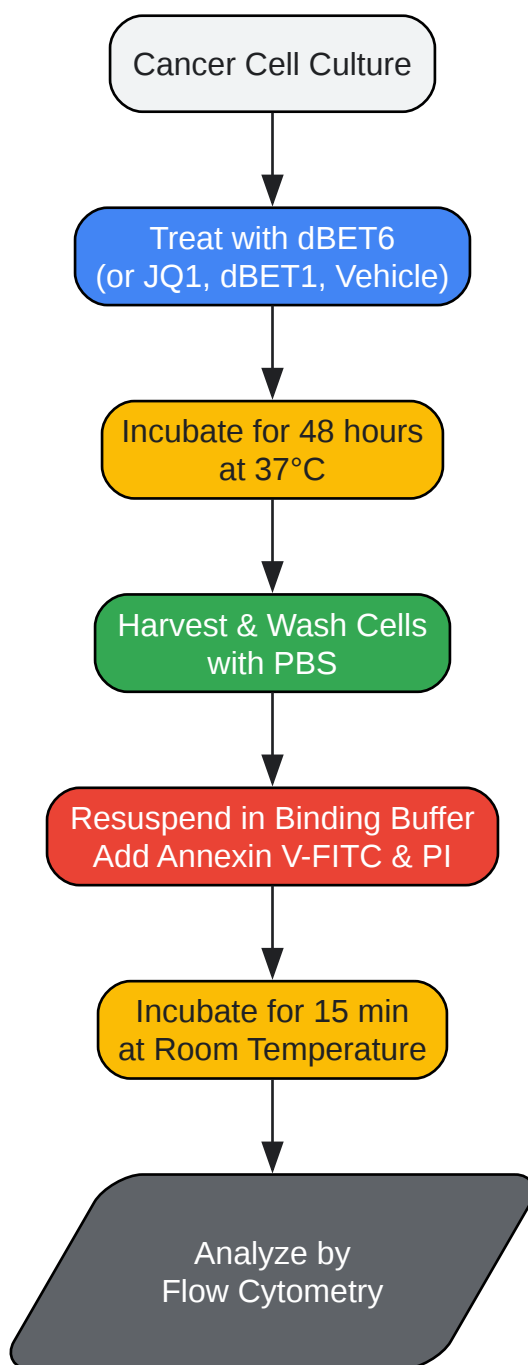 Cancer Cell Culture
Treat with dBET6
(or JQ1, dBET1, Vehicle)
Incubate for 48 hours
at 37°C
Harvest & Wash Cells
with PBS
Resuspend in Binding Buffer
Add Annexin V-FITC & PI
Incubate for 15 min
at Room Temperature
Analyze by
Flow Cytometry